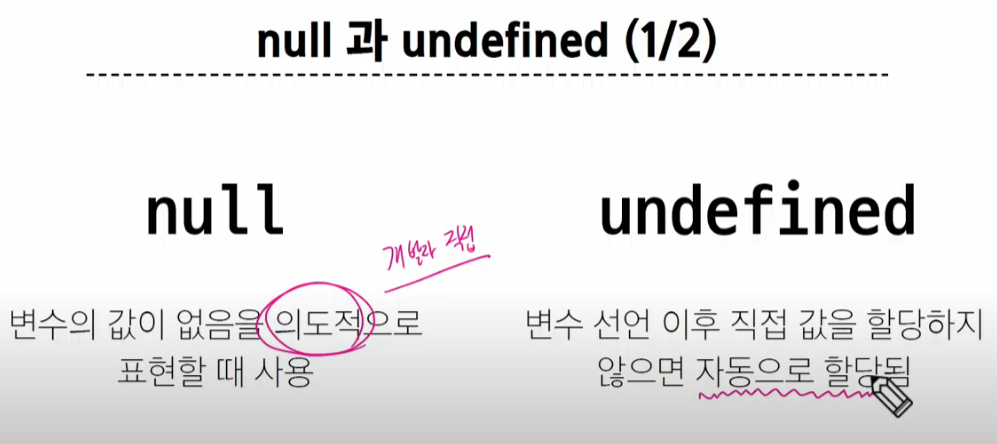 null 과 undefined (1/2)
null
undefined
개발자 직접
변수의 값이 없음을 의도적으로
표현할 때 사용
변수 선언 이후 직접 값을 할당하지
않으면 자동으로 할당됨